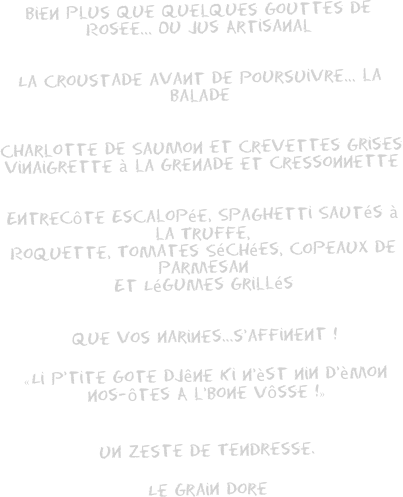 BIEN PLUS QUE QUELQUES GOUTTES DE
ROSEE... OU JUS ARTISANAL
LA CROUSTADE AVANT DE POURSUIVRE... LA
BALADE
CHARLOTTE DE SAUMON ET CREVETTES GRISES
VINAIGRETTE à LA GRENADE ET CRESSONNETTE
ENTRECôTE ESCALOPéE, SPAGHETTI SAUTéS à
LA TRUFFE,
ROQUETTE, TOMATES SéCHéES, COPEAUX DE
PARMESAN
ET LéGUMES GRILLéS
QUE VOS NARINES...S'AFFINENT !
«LI P'TITE GOTE DJêNE KI N'èST NIN D'èMON
NOS-ôTES A L'BONE VôSSE !»
UN ZESTE DE TENDRESSE.
LE GRAIN DORE